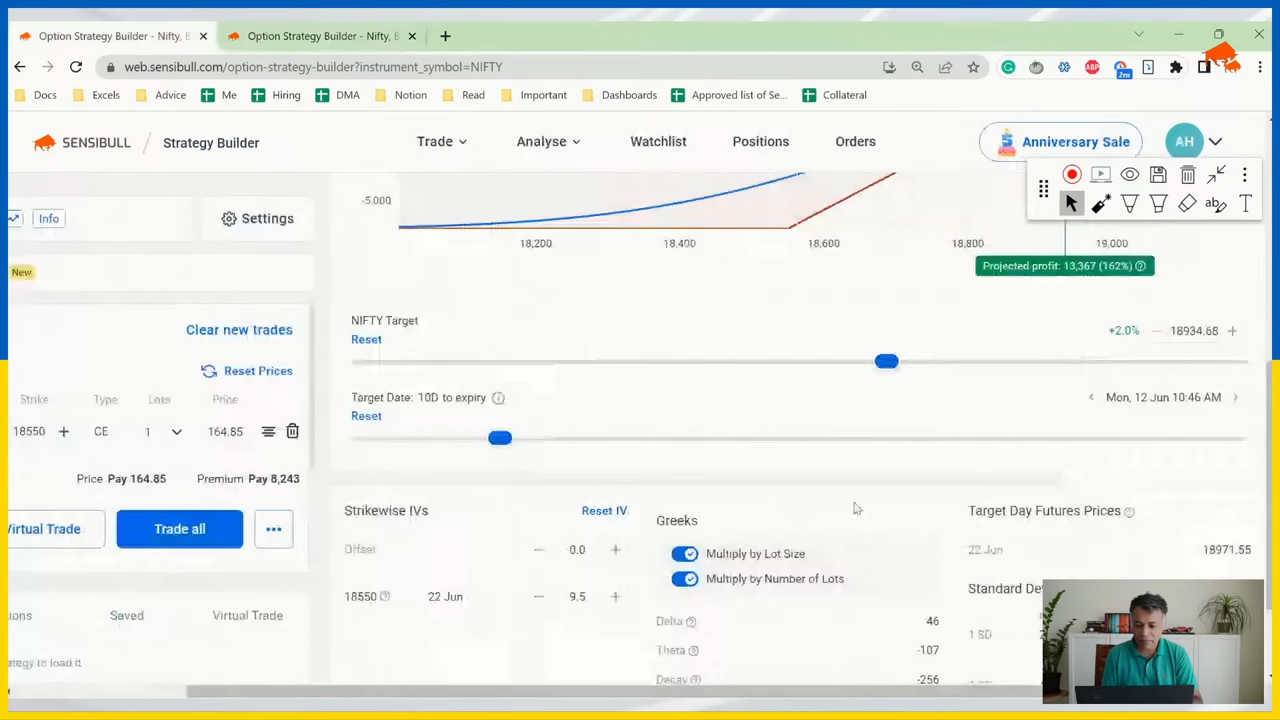 Option Strategy Builder - Nifty, B
Option Strategy Builder - Nifty, B
web.sensibull.com/option-strategy-builder?instrument_symbol=NIFTY
ABP
2m
Docs
Excels
Advice
Me
Hiring
DMA
Notion
Read
Important
Dashboards
Approved list of Se...
Collateral
SENSIBULL / Strategy Builder
Trade
Analyse
Watchlist
Positions
Orders
5 Anniversary Sale
AH
Info
Settings
New
Clear new trades
Reset Prices
Strike Type Lots Price
18550 + CE 1 164.85
Price Pay 164.85 Premium Pay 8,243
Virtual Trade
Trade all
...
Saved
Virtual Trade
-5,000
18,200 18,400 18,600 18,800 19,000
Projected profit: 13,367 (162%)
NIFTY Target
Reset
+2.0% — 18934.68 +
Target Date: 10D to expiry
Reset
Mon, 12 Jun 10:46 AM
Strikewise IVs Reset IV
Offset — 0.0 +
18550 22 Jun — 9.5 +
Greeks
Multiply by Lot Size
Multiply by Number of Lots
Delta 46
Theta -107
Decay -256
Target Day Futures Prices
22 Jun 18971.55
Standard De
1 SD
T